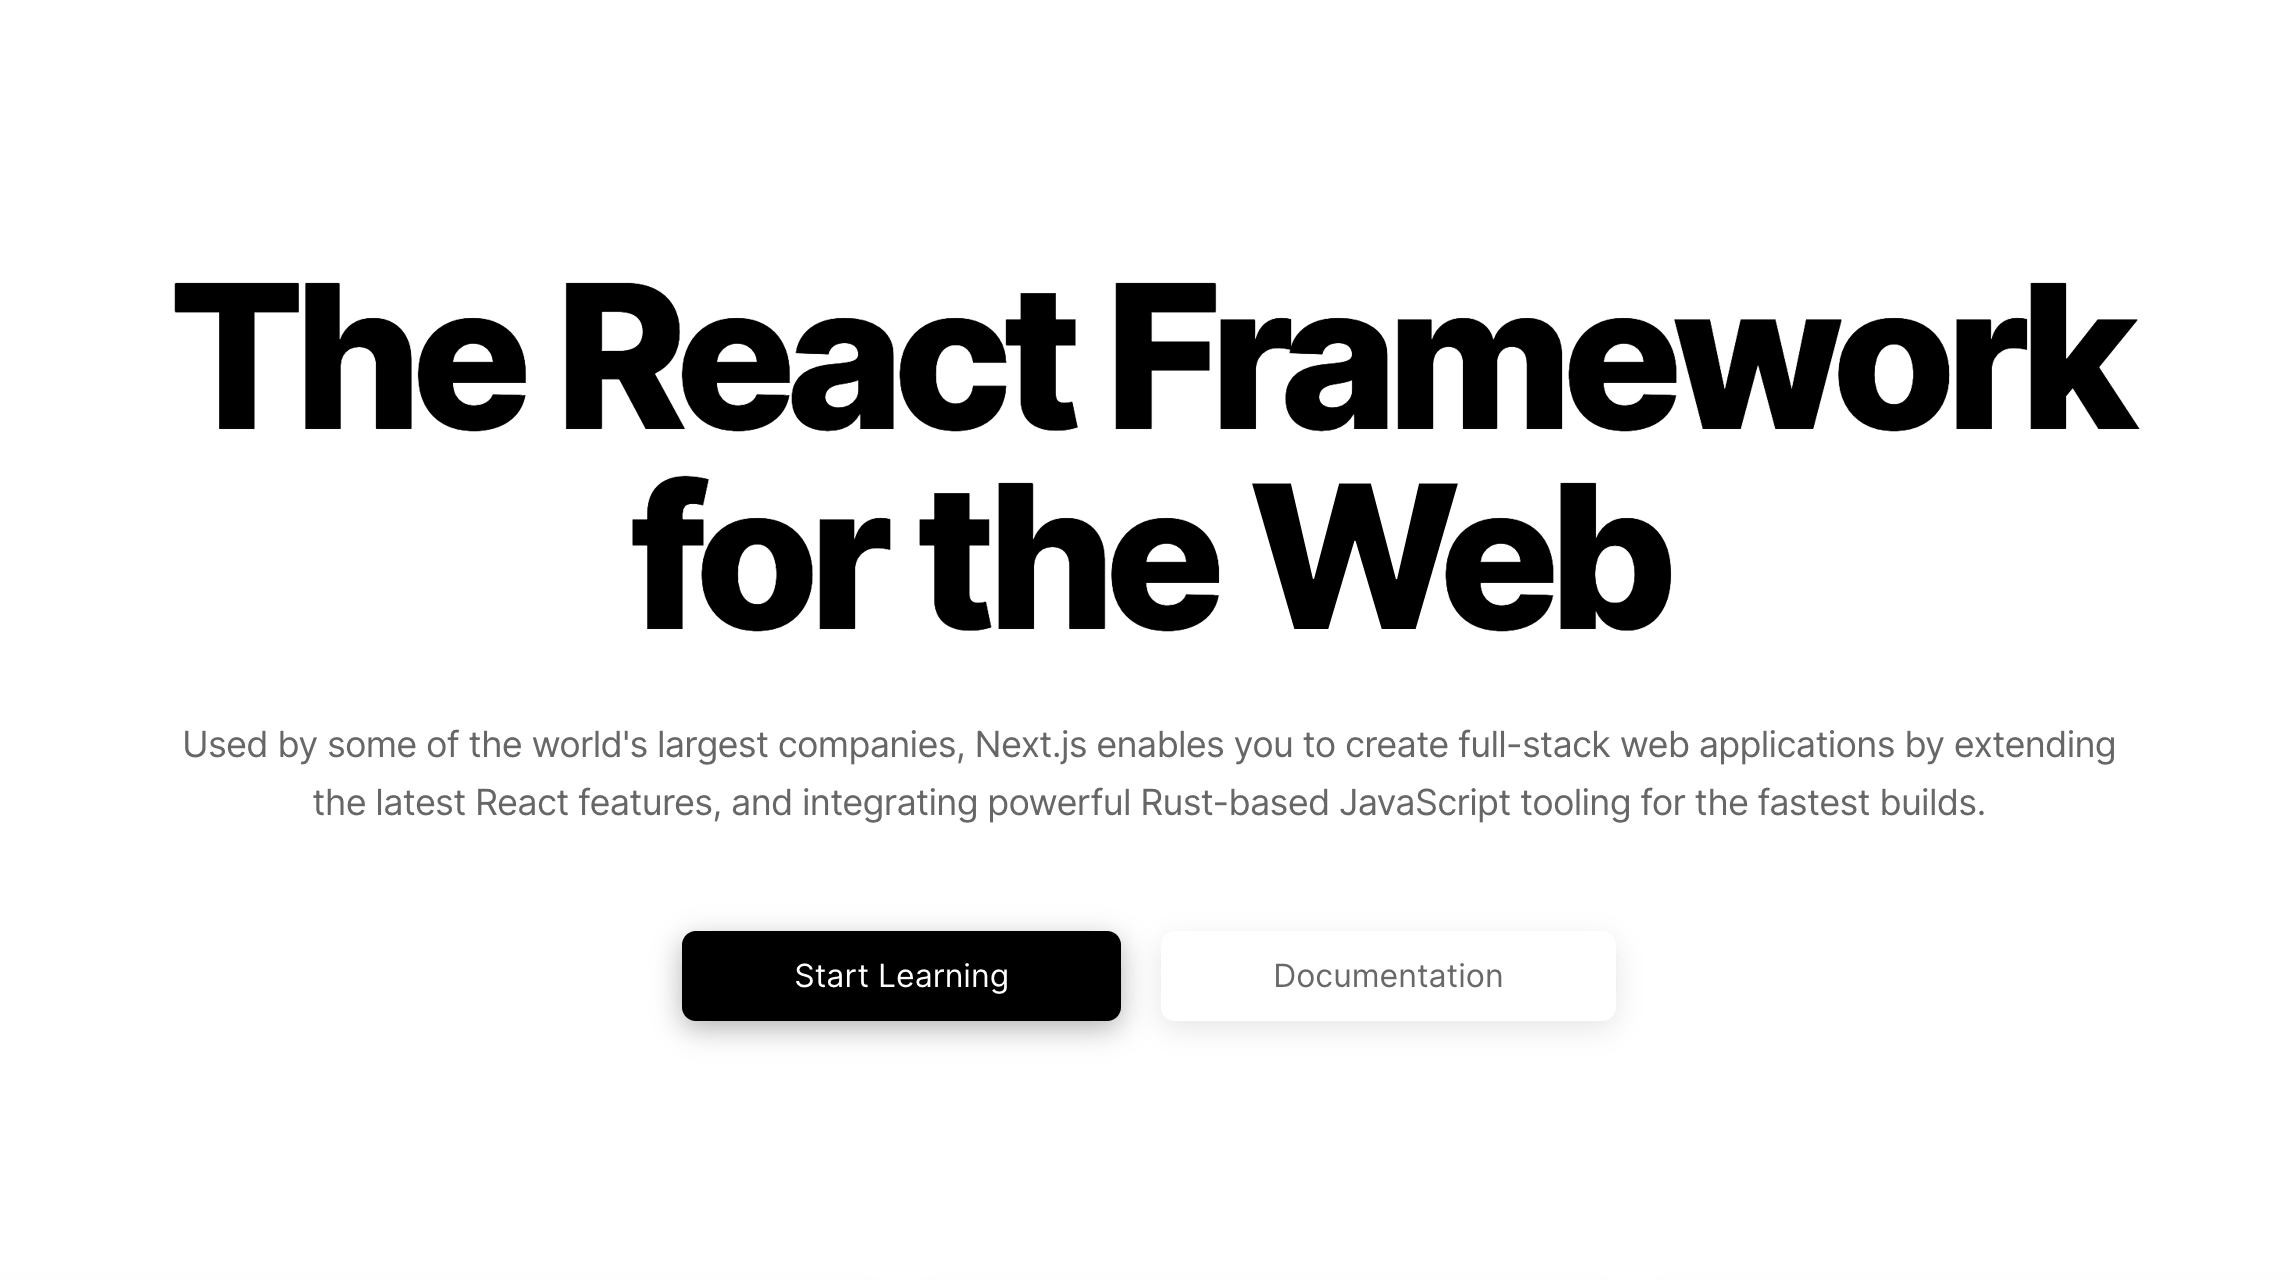 The React Framework
for the Web
Used by some of the world's largest companies, Next.js enables you to create full-stack web applications by extending
the latest React features, and integrating powerful Rust-based JavaScript tooling for the fastest builds.
Start Learning
Documentation